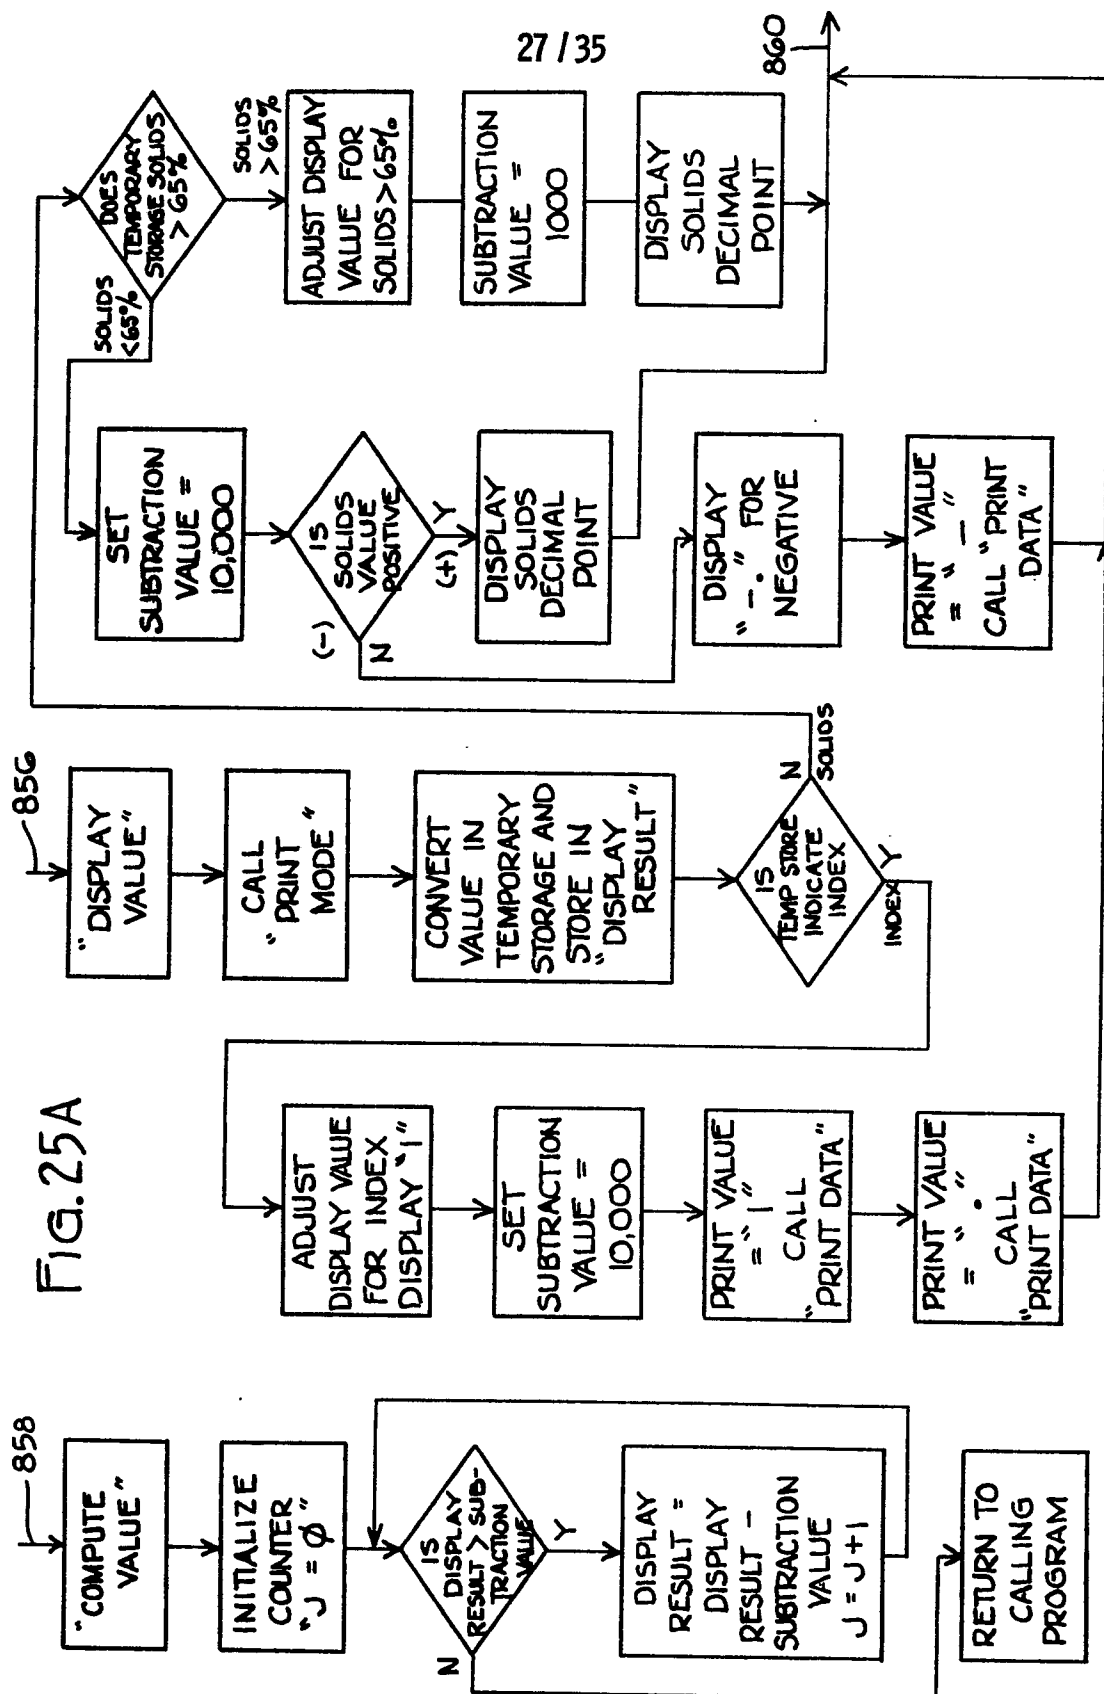 27/35
FIG. 25A
858
"COMPUTE
VALUE"
INITIALIZE
COUNTER
"J = Ø"
IS
DISPLAY
RESULT > SUB-
TRACTION
VALUE
N
Y
DISPLAY
RESULT =
DISPLAY
RESULT -
SUBTRACTION
VALUE
J = J+1
RETURN TO
CALLING
PROGRAM
856
"DISPLAY
VALUE"
CALL
"PRINT
MODE"
CONVERT
VALUE IN
TEMPORARY
STORAGE AND
STORE IN
"DISPLAY
RESULT"
IS
TEMP STORE
INDICATE
INDEX
N
SOLIDS
Y
INDEX
ADJUST
DISPLAY VALUE
FOR INDEX
DISPLAY "1"
SET
SUBTRACTION
VALUE =
10,000
PRINT VALUE
= "1"
CALL
"PRINT DATA"
PRINT VALUE
= "."
CALL
"PRINT DATA"
DOES
TEMPORARY
STORAGE SOLIDS
> 65%
SOLIDS
<65%
SOLIDS
>65%
SET
SUBTRACTION
VALUE =
10,000
IS
SOLIDS
VALUE
POSITIVE
(-)
N
(+)
Y
DISPLAY
SOLIDS
DECIMAL
POINT
DISPLAY
"-." FOR
NEGATIVE
PRINT VALUE
= "-"
CALL "PRINT
DATA"
ADJUST DISPLAY
VALUE FOR
SOLIDS>65%
SUBTRACTION
VALUE =
1000
DISPLAY
SOLIDS
DECIMAL
POINT
860